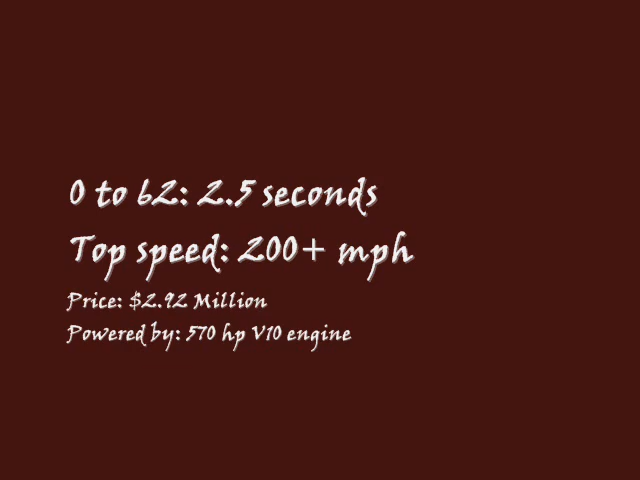 0 to 62: 2.5 seconds
Top speed: 200+ mph
Price: $2.92 Million
Powered by: 570 hp V10 engine